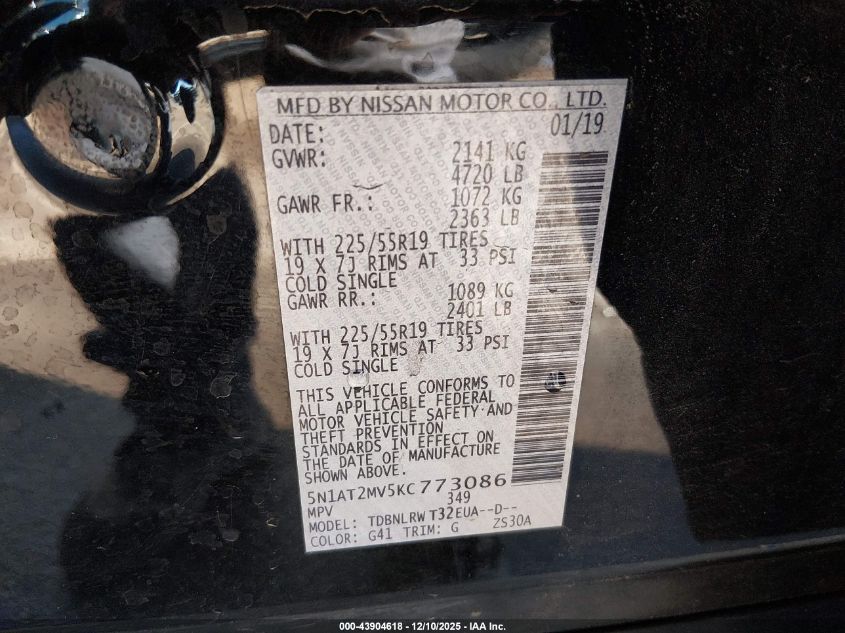 MFD BY NISSAN MOTOR CO., LTD.
DATE: 01/19
GVWR: 2141 KG
4720 LB
GAWR FR.: 1072 KG
2363 LB
WITH 225/55R19 TIRES
19 X 7J RIMS AT 33 PSI
COLD SINGLE
GAWR RR.: 1089 KG
2401 LB
WITH 225/55R19 TIRES
19 X 7J RIMS AT 33 PSI
COLD SINGLE
THIS VEHICLE CONFORMS TO
ALL APPLICABLE FEDERAL
MOTOR VEHICLE SAFETY AND
THEFT PREVENTION
STANDARDS IN EFFECT ON
THE DATE OF MANUFACTURE
SHOWN ABOVE.
5N1AT2MV5KC773086
MPV 349
MODEL: TDBNLRWT32EUA--D--
COLOR: G41 TRIM: G ZS30A
000-43904618 - 12/10/2025 - IAA Inc.